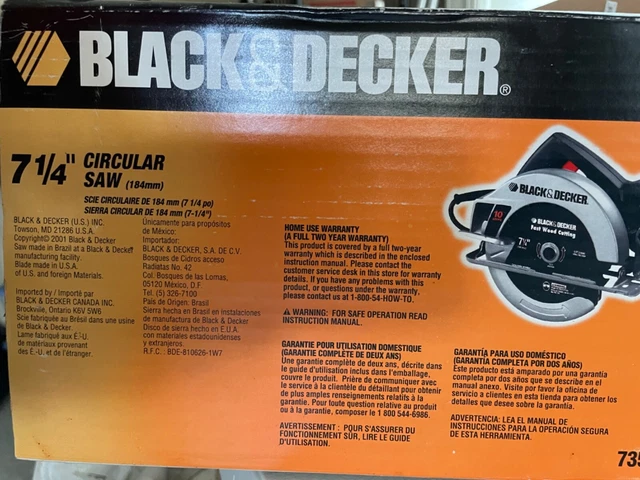 BLACK & DECKER®
7 1/4" CIRCULAR
SAW (184mm)
SCIE CIRCULAIRE DE 184 mm (7 1/4 po)
SIERRA CIRCULAR DE 184 mm (7-1/4")
BLACK & DECKER (U.S.) INC.
Towson, MD 21286 U.S.A.
Copyright© 2001 Black & Decker
Saw made in Brazil at a Black & Decker
manufacturing facility.
Blade made in U.S.A.
of U.S. and foreign Materials.
Imported by / Importé par
BLACK & DECKER CANADA INC.
Brockville, Ontario K6V 5W6
Scie fabriquée au Brésil dans une usine
de Black & Decker.
Lame fabriqué aux É.-U.
de matériaux provenant
des É.-U. et de l'étranger.
Únicamente para propósitos
de México:
Importador:
BLACK & DECKER, S.A. DE C.V.
Bosques de Cidros acceso
Radiatas No. 42
Col. Bosques de las Lomas,
05120 México, D.F.
Tel. (5) 326-7100
País de Origen: Brasil
Sierra hecha en Brasil en instalaciones
de manufactura de Black & Decker
Disco de sierra hecho en E.U.A.
con materiales estadounidenses
y extranjeros.
R.F.C.: BDE-810626-1W7
HOME USE WARRANTY
(A FULL TWO YEAR WARRANTY)
This product is covered by a full two-year
warranty which is described in the enclosed
instruction manual. Please contact the
customer service desk in this store for warranty
details. If you have any problems with this
product, or questions under the warranty,
please contact us at 1-800-54-HOW-TO.
⚠ WARNING: FOR SAFE OPERATION READ
INSTRUCTION MANUAL.
GARANTIE POUR UTILISATION DOMESTIQUE
(GARANTIE COMPLÈTE DE DEUX ANS)
Une garantie complète de deux ans, décrite dans
le guide d'utilisation inclus dans l'emballage,
couvre le produit. Prière de communiquer avec
le service à la clientèle du détaillant pour obtenir
de plus amples renseignements relatifs à la
garantie. Pour toute question relative au produit
ou à la garantie, composer le 1 800 544-6986.
AVERTISSEMENT : POUR S'ASSURER DU
FONCTIONNEMENT SÛR, LIRE LE GUIDE
D'UTILISATION.
BLACK & DECKER.
10
BLACK & DECKER
Fast Wood Cutting
7 1/4
GARANTÍA PARA USO DOMÉSTICO
(GARANTÍA COMPLETA POR DOS AÑOS)
Este producto está amparado por una garantía
completa por dos años que se describe en el
manual anexo. Visite por favor la oficina de
servicio a clientes en esta tienda para obtener los
detalles que desee sobre la garantía.
ADVERTENCIA: LEA EL MANUAL DE
INSTRUCCIONES PARA LA OPERACIÓN SEGURA
DE ESTA HERRAMIENTA.